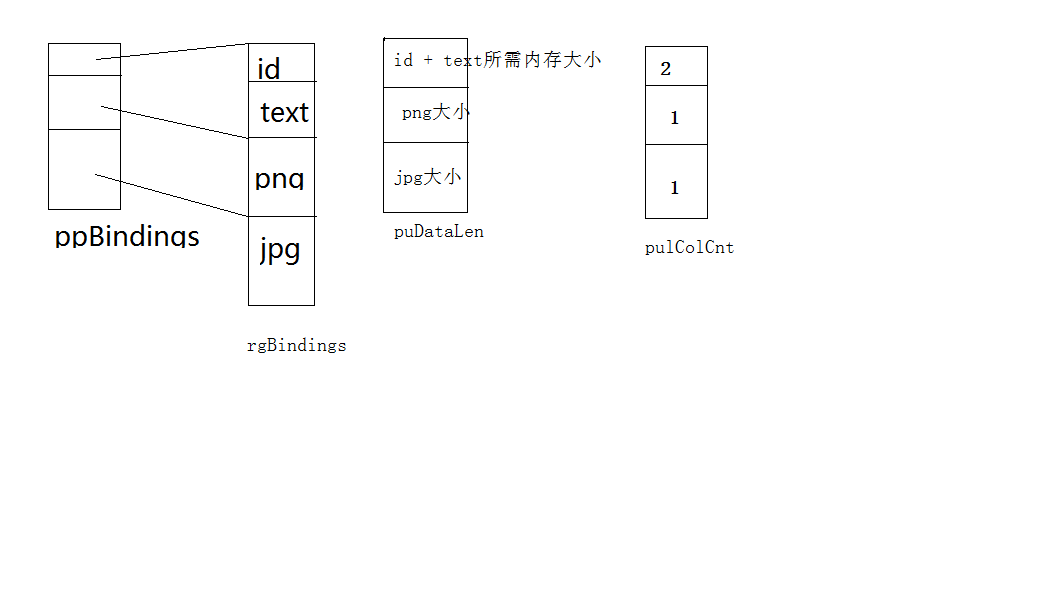 ppBindings
id
text
png
jpg
rgBindings
id + text所需内存大小
png大小
jpg大小
puDataLen
2
1
1
pulColCnt